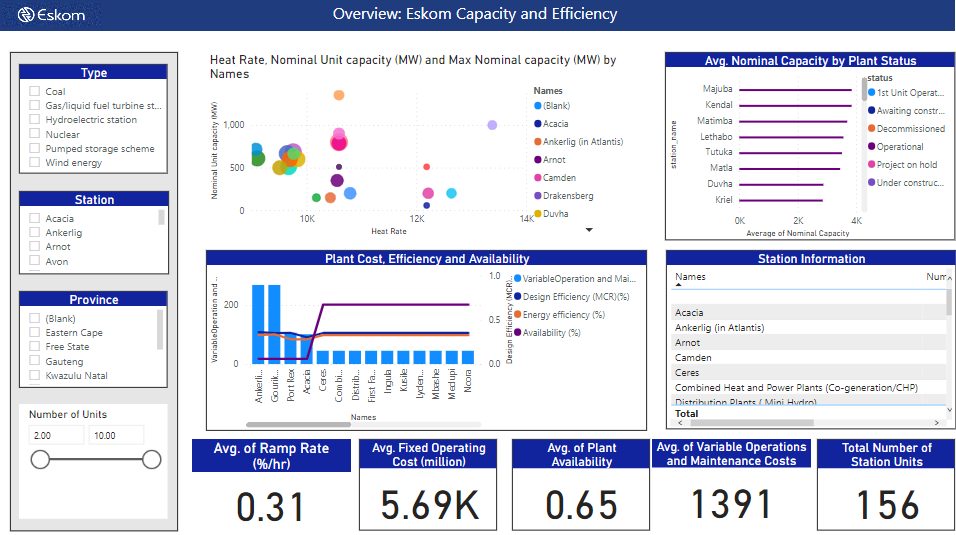 Eskom
Overview: Eskom Capacity and Efficiency
Type
Coal
Gas/liquid fuel turbine st...
Hydroelectric station
Nuclear
Pumped storage scheme
Wind energy
Station
Acacia
Ankerlig
Arnot
Avon
Province
(Blank)
Eastern Cape
Free State
Gauteng
Kwazulu Natal
Number of Units
2.00
10.00
Heat Rate, Nominal Unit capacity (MW) and Max Nominal capacity (MW) by
Names
Nominal Unit capacity (MW)
1,000
500
0
10K
12K
14K
Heat Rate
Names
(Blank)
Acacia
Ankerlig (in Atlantis)
Arnot
Camden
Drakensberg
Duvha
Avg. Nominal Capacity by Plant Status
station_name
Majuba
Kendal
Matimba
Lethabo
Tutuka
Matla
Duvha
Kriel
0K
2K
4K
Average of Nominal Capacity
status
1st Unit Operat...
Awaiting constr...
Decommissioned
Operational
Project on hold
Under construc...
Plant Cost, Efficiency and Availability
VariableOperation and ...
200
0
1.0
0.5
0.0
Design Efficiency (MCR)...
Ankerli...
Gourik...
Port Rex
Acacia
Ceres
Combi...
Distrib...
First Fa...
Ingula
Kusile
Lyden...
Mbashe
Medupi
Ncora
Names
VariableOperation and Mai...
Design Efficiency (MCR)(%)
Energy efficiency (%)
Availability (%)
Station Information
Names
Num
Acacia
Ankerlig (in Atlantis)
Arnot
Camden
Ceres
Combined Heat and Power Plants (Co-generation/CHP)
Distribution Plants ( Mini Hydro)
Total
Avg. of Ramp Rate
(%/hr)
0.31
Avg. Fixed Operating
Cost (million)
5.69K
Avg. of Plant
Availability
0.65
Avg. of Variable Operations
and Maintenance Costs
1391
Total Number of
Station Units
156